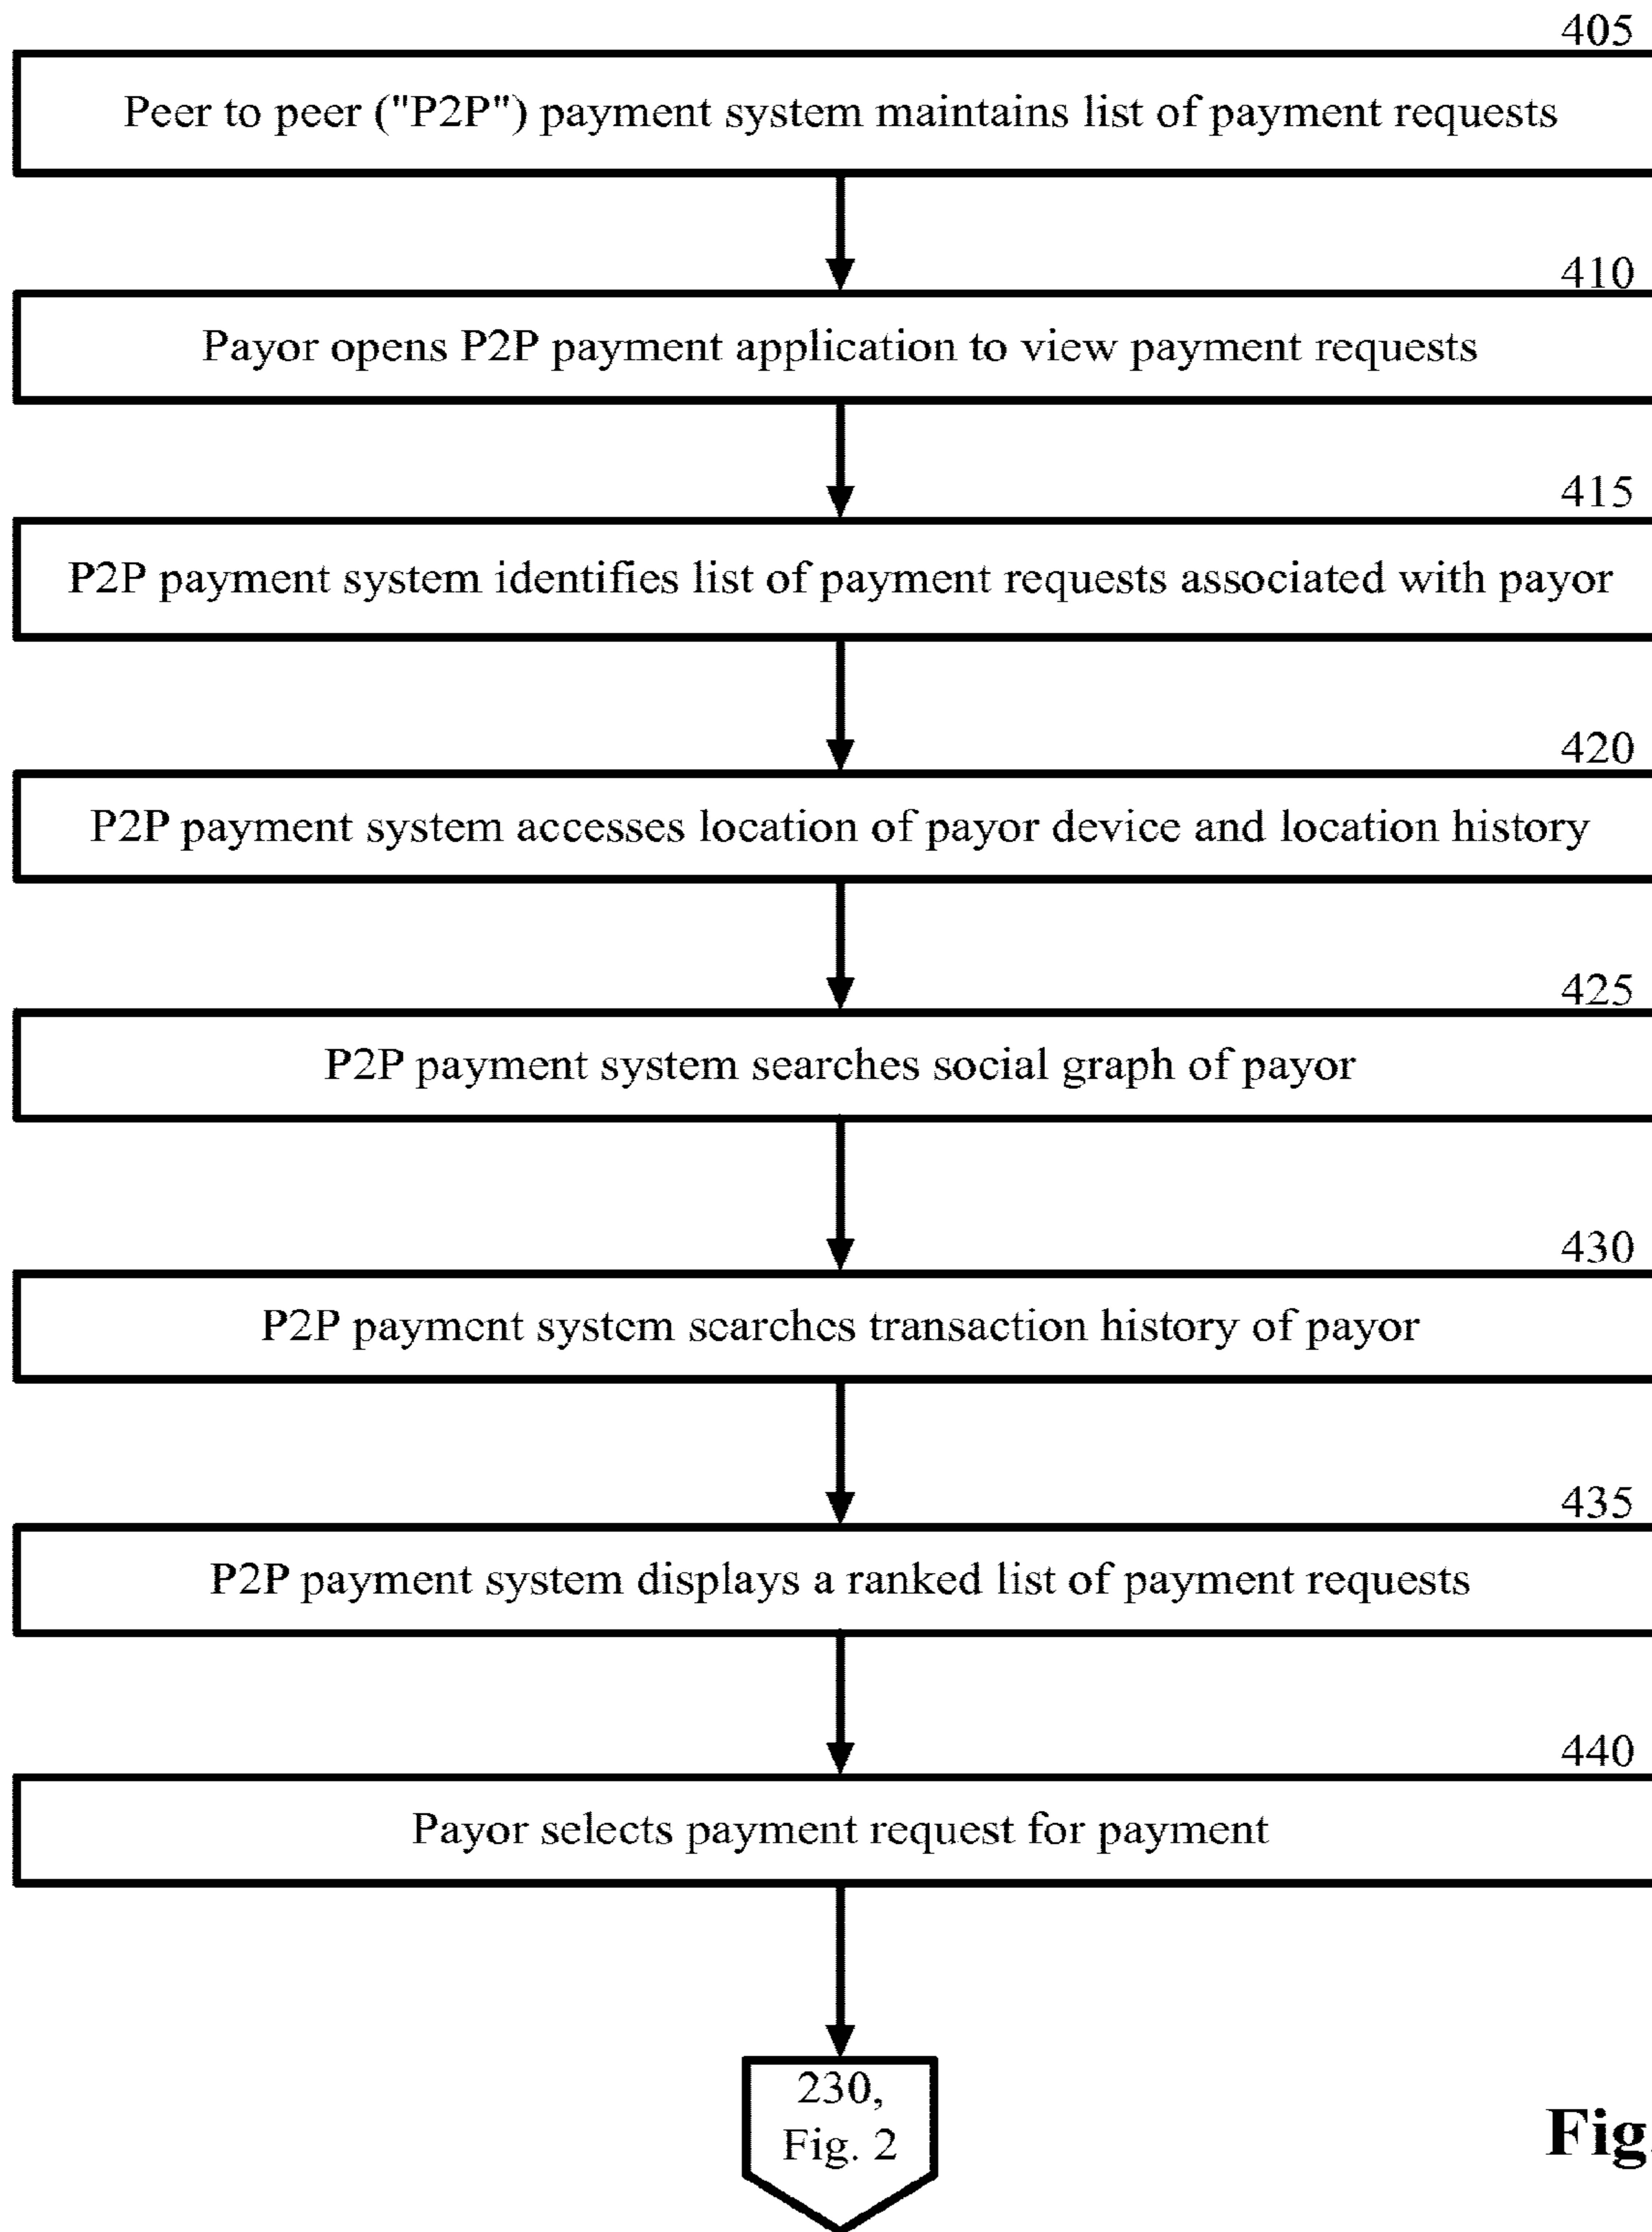 405
Peer to peer ("P2P") payment system maintains list of payment requests
410
Payor opens P2P payment application to view payment requests
415
P2P payment system identifies list of payment requests associated with payor
420
P2P payment system accesses location of payor device and location history
425
P2P payment system searches social graph of payor
430
P2P payment system searches transaction history of payor
435
P2P payment system displays a ranked list of payment requests
440
Payor selects payment request for payment
230,
Fig. 2
Fig.